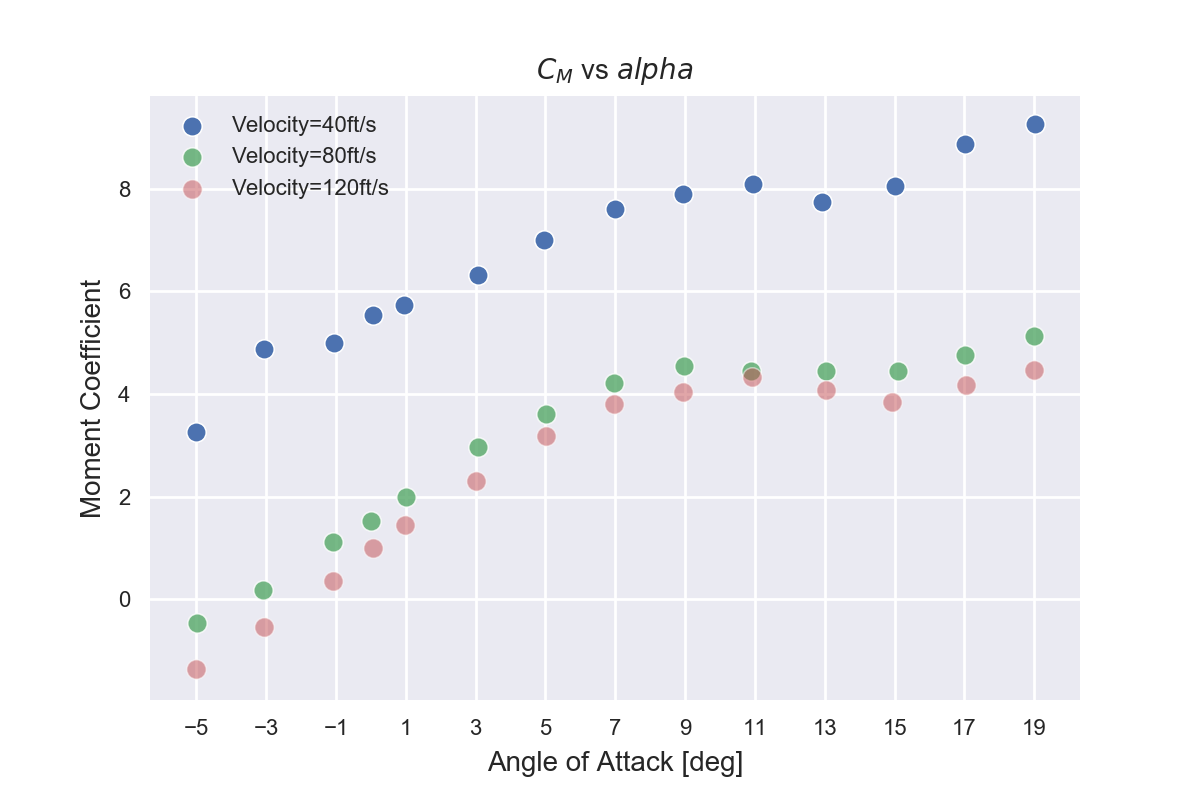 C_M vs alpha
Velocity=40ft/s
Velocity=80ft/s
Velocity=120ft/s
8
6
4
2
0
Moment Coefficient
−5 −3 −1 1 3 5 7 9 11 13 15 17 19
Angle of Attack [deg]